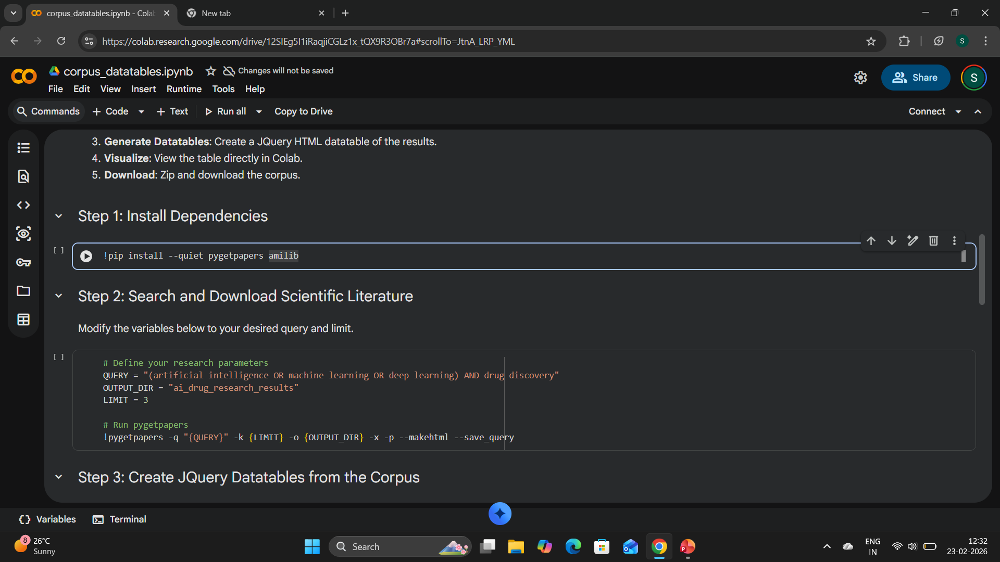 corpus_datatables.ipynb - Colab
New tab
https://colab.research.google.com/drive/12SIEg5I1iRaqjiCGLz1x_tQX9R3OBr7a#scrollTo=JtnA_LRP_YML
S
corpus_datatables.ipynb
Changes will not be saved
File Edit View Insert Runtime Tools Help
Share
S
Commands
+ Code
+ Text
Run all
Copy to Drive
Connect
3. Generate Datatables: Create a JQuery HTML datatable of the results.
4. Visualize: View the table directly in Colab.
5. Download: Zip and download the corpus.
Step 1: Install Dependencies
[ ]
!pip install --quiet pygetpapers amilib
Step 2: Search and Download Scientific Literature
Modify the variables below to your desired query and limit.
[ ]
# Define your research parameters
QUERY = "(artificial intelligence OR machine learning OR deep learning) AND drug discovery"
OUTPUT_DIR = "ai_drug_research_results"
LIMIT = 3
# Run pygetpapers
!pygetpapers -q "{QUERY}" -k {LIMIT} -o {OUTPUT_DIR} -x -p --makehtml --save_query
Step 3: Create JQuery Datatables from the Corpus
Variables
Terminal
8
26°C
Sunny
Search
ENG
IN
12:32
23-02-2026